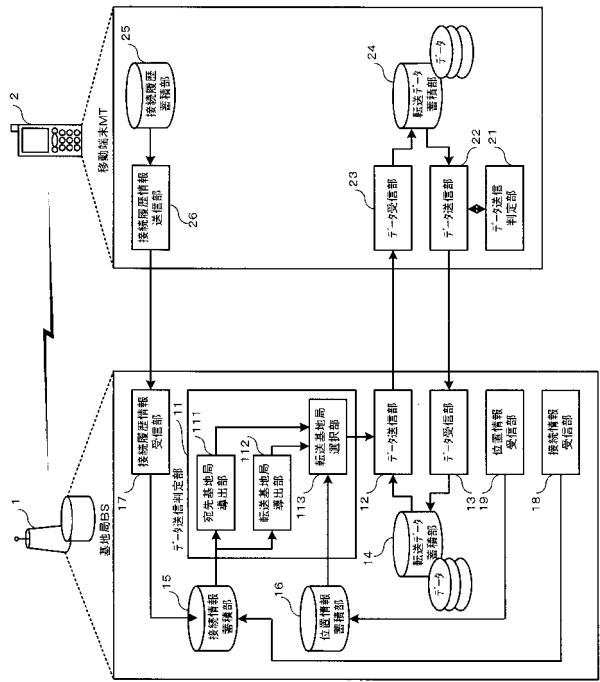 1
基地局BS
接続履歴情報
受信部
17
データ送信判定部
11
宛先基地局
導出部
111
転送基地局
導出部
112
転送基地局
選択部
113
接続情報
蓄積部
15
位置情報
蓄積部
16
データ送信部
12
データ受信部
13
転送データ
蓄積部
14
データ
位置情報
受信部
19
接続情報
受信部
18
2
移動端末MT
接続履歴
蓄積部
25
接続履歴情報
送信部
26
データ受信部
23
転送データ
蓄積部
24
データ
データ送信部
22
データ送信
判定部
21